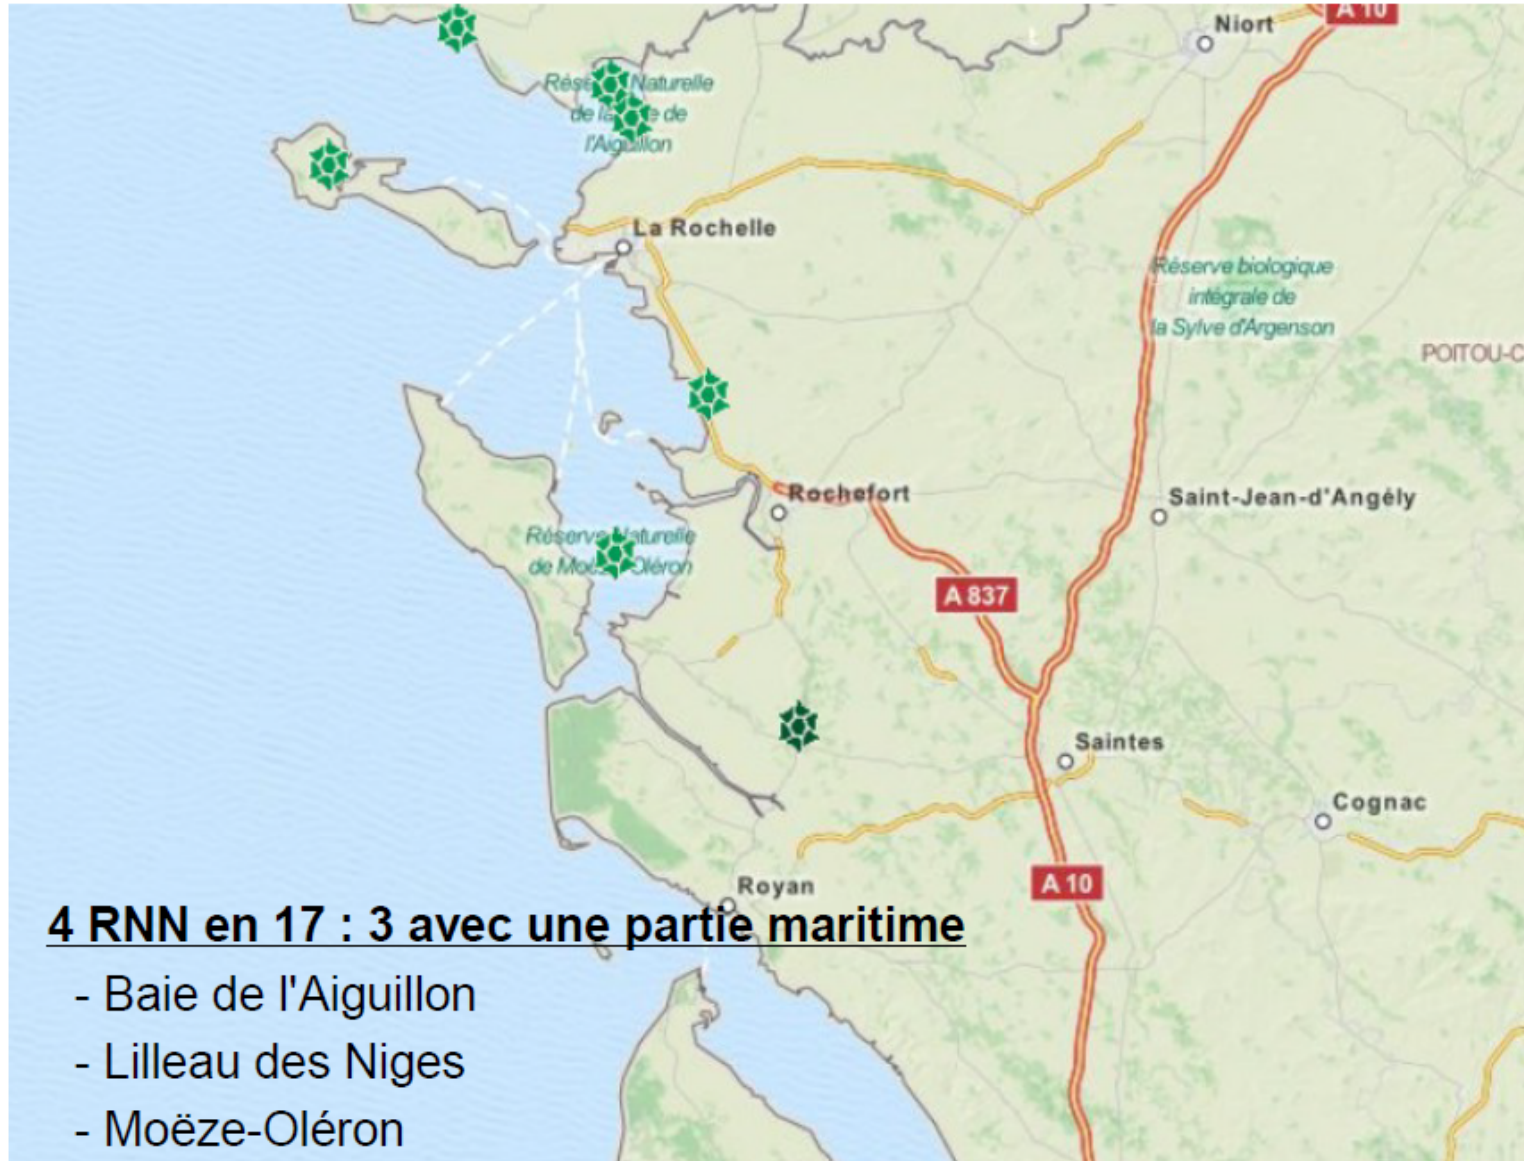 A 10
Niort
Réserve Naturelle
de la Baie de
l'Aiguillon
La Rochelle
Réserve biologique
intégrale de
la Sylve d'Argenson
POITOU-C
Rochefort
Saint-Jean-d'Angély
Réserve Naturelle
de Moëze-Oléron
A 837
Saintes
Cognac
A 10
Royan
4 RNN en 17 : 3 avec une partie maritime
- Baie de l'Aiguillon
- Lilleau des Niges
- Moëze-Oléron